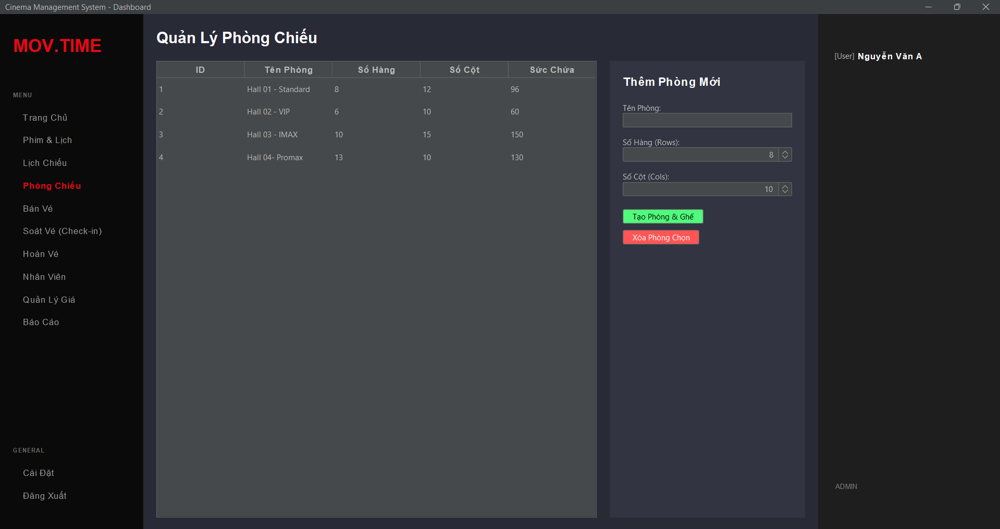 Cinema Management System - Dashboard
MOV.TIME
MENU
Trang Chủ
Phim & Lịch
Lịch Chiếu
Phòng Chiếu
Bán Vé
Soát Vé (Check-in)
Hoàn Vé
Nhân Viên
Quản Lý Giá
Báo Cáo
GENERAL
Cài Đặt
Đăng Xuất
Quản Lý Phòng Chiếu
ID Tên Phòng Số Hàng Số Cột Sức Chứa
1 Hall 01 - Standard 8 12 96
2 Hall 02 - VIP 6 10 60
3 Hall 03 - IMAX 10 15 150
4 Hall 04- Promax 13 10 130
Thêm Phòng Mới
Tên Phòng:
Số Hàng (Rows):
8
Số Cột (Cols):
10
Tạo Phòng & Ghế
Xóa Phòng Chọn
[User] Nguyễn Văn A
ADMIN